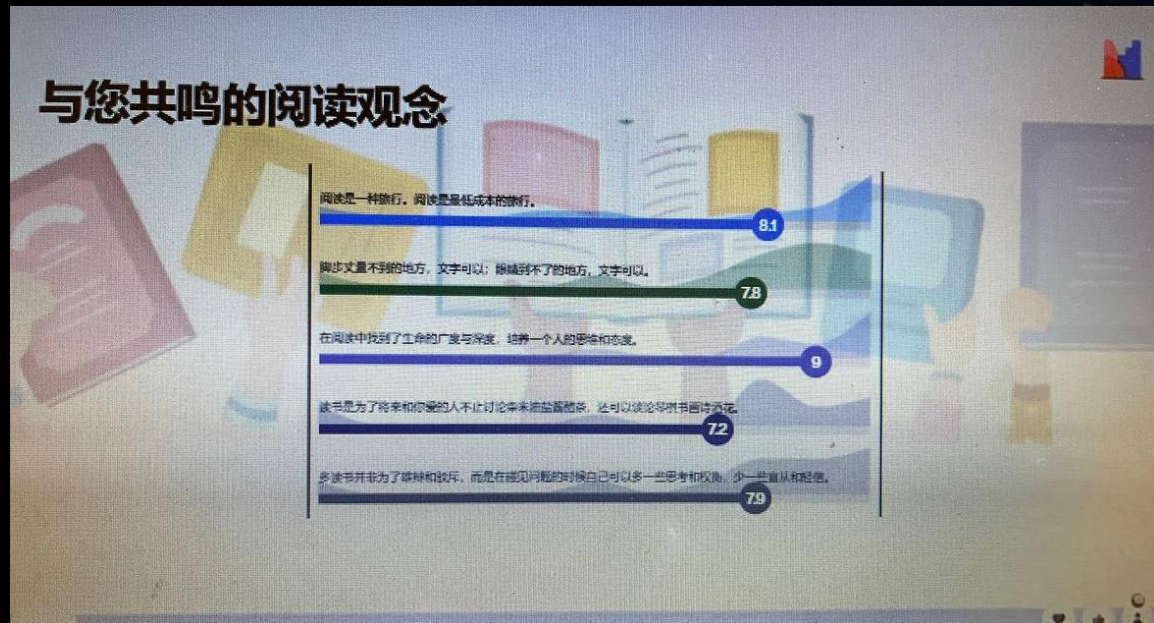 与您共鸣的阅读观念
阅读是一种旅行。阅读是最低成本的旅行。
8.1
脚步丈量不到的地方，文字可以；眼睛到不了的地方，文字可以。
7.8
在阅读中找到了生命的广度与深度，培养一个人的思维和态度。
9
读书是为了将来和你爱的人不止讨论柴米油盐酱醋茶，还可以谈论琴棋书画诗酒花。
7.2
多读书并非为了雄辩和驳斥，而是在碰见问题的时候自己可以多一些思考和权衡，少一些盲从和轻信。
7.9